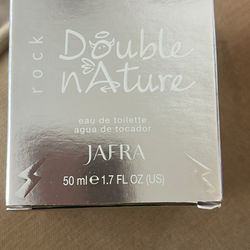 rock
Double
nAture
eau de toilette
agua de tocador
JAFRA
50 ml e 1.7 FL OZ (US)